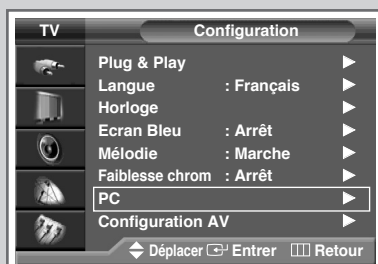 TV Configuration
Plug & Play
Langue : Français
Horloge
Ecran Bleu : Arrêt
Mélodie : Marche
Faiblesse chrom : Arrêt
PC
Configuration AV
Déplacer Entrer Retour